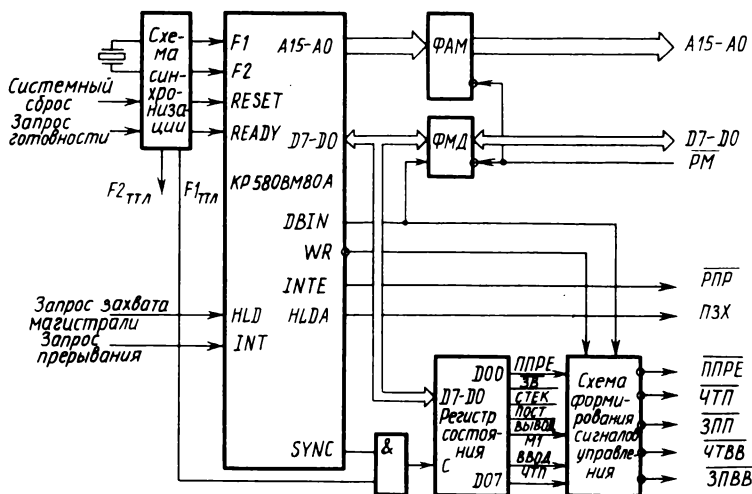 Схе-
ма
син-
хро-
низа-
ции
Системный
сброс
Запрос
готовности
F2ТТЛ
F1ТТЛ
Запрос захвата
магистрали
Запрос
прерывания
F1
F2
RESET
READY
HLD
INT
A15-A0
D7-D0
КР580ВМ80А
DBIN
WR
INTE
HLDA
SYNC
ФАМ
ФМД
A15-A0
D7-D0
РМ
РПР
ПЗХ
&
D7-D0
Регистр
состоя-
ния
C
D00
D07
ППРЕ
ЗВ
СТЕК
ПОСТ
ВЫВОД
М1
ВВОД
ЧТП
Схема
форми-
рования
сигналов
управле-
ния
ППРЕ
ЧТП
ЗПП
ЧТВВ
ЗПВВ